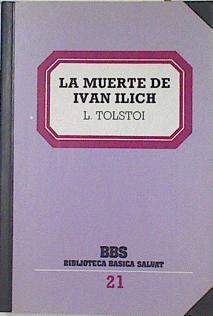 LA MUERTE DE
IVAN ILICH
L. TOLSTOI
BBS
BIBLIOTECA BASICA SALVAT
21